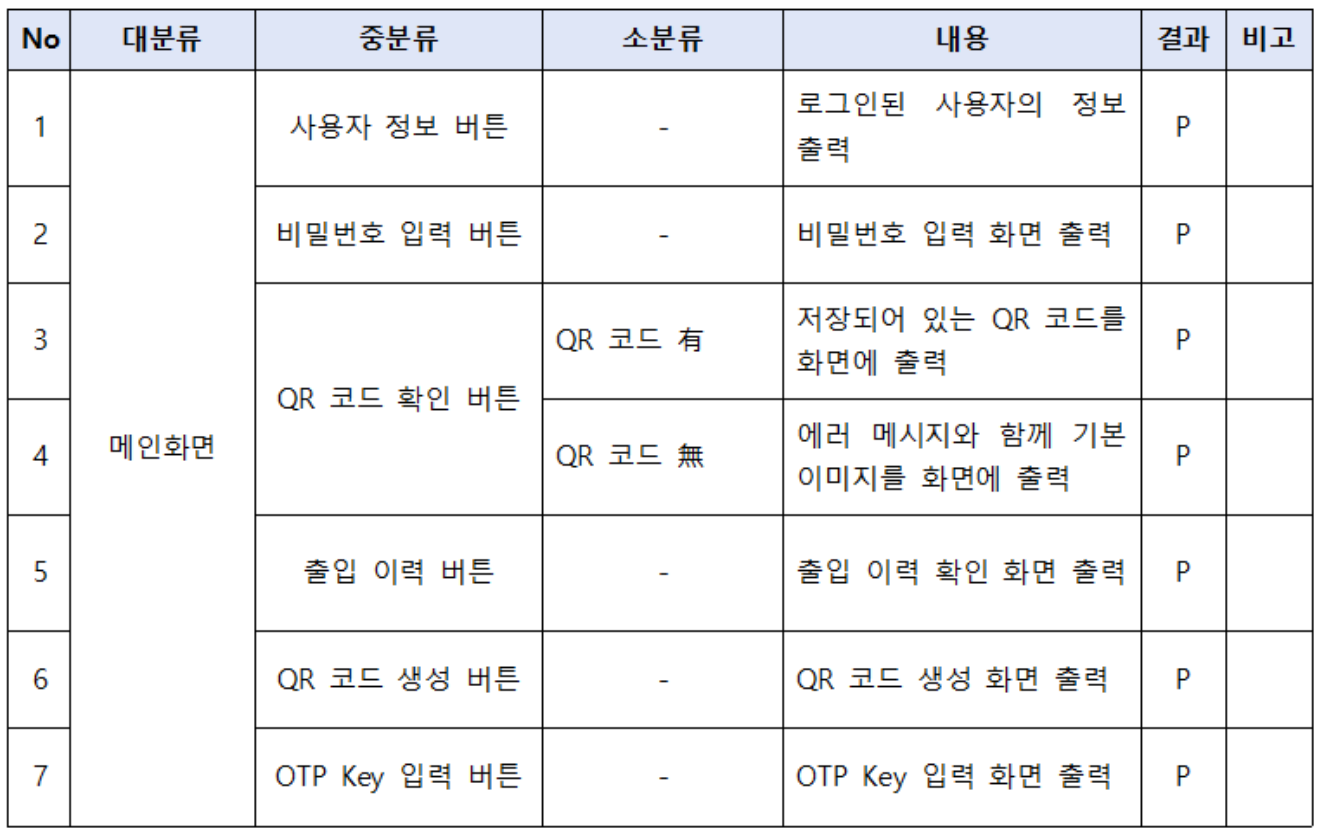 No 대분류 중분류 소분류 내용 결과 비고
1 사용자 정보 버튼 - 로그인된 사용자의 정보 출력 P
2 비밀번호 입력 버튼 - 비밀번호 입력 화면 출력 P
메인화면
QR 코드 확인 버튼
3 QR 코드 有 저장되어 있는 QR 코드를 화면에 출력 P
4 QR 코드 無 에러 메시지와 함께 기본 이미지를 화면에 출력 P
5 출입 이력 버튼 - 출입 이력 확인 화면 출력 P
6 QR 코드 생성 버튼 - QR 코드 생성 화면 출력 P
7 OTP Key 입력 버튼 - OTP Key 입력 화면 출력 P